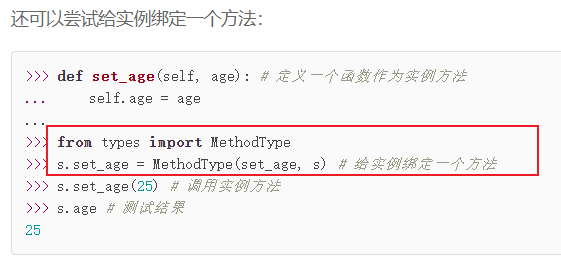 还可以尝试给实例绑定一个方法：
>>> def set_age(self, age): # 定义一个函数作为实例方法
...     self.age = age
...
>>> from types import MethodType
>>> s.set_age = MethodType(set_age, s) # 给实例绑定一个方法
>>> s.set_age(25) # 调用实例方法
>>> s.age # 测试结果
25